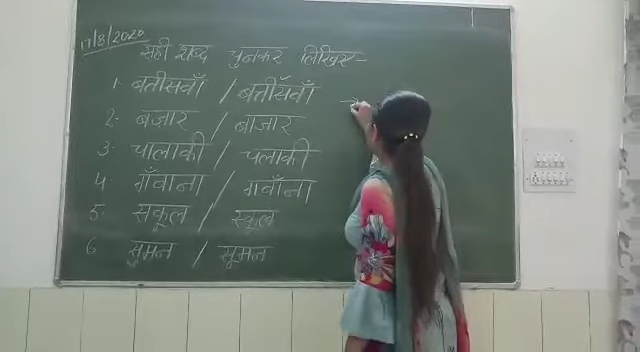 17/8/2020
सही शब्द चुनकर लिखिए-
1. बतीसवाँ / बत्तीसवाँ
2. बजार / बाजार
3. चालाकी / चलाकी
4. गँवाना / गवाँना
5. सकूल / स्कूल
6. सुमन / सूमन